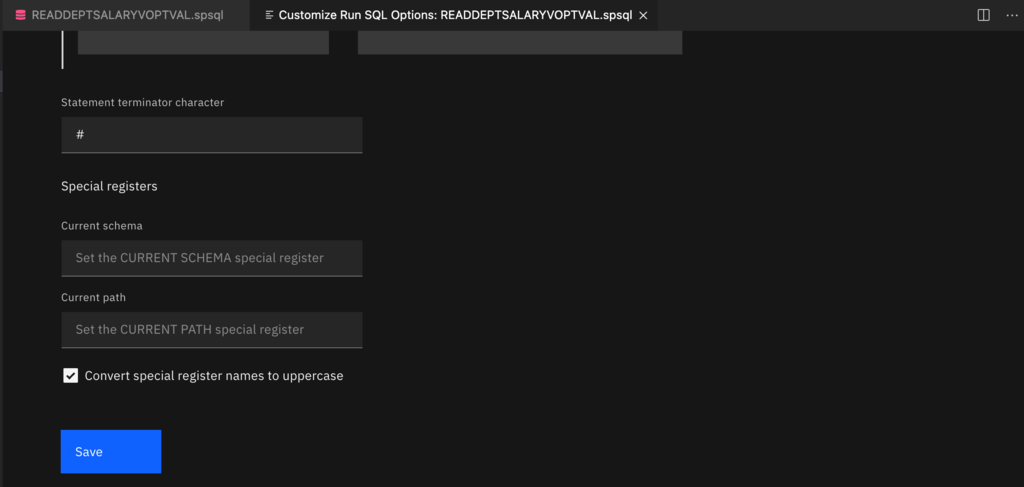 READDEPTSALARYVOPTVAL.spsql
Customize Run SQL Options: READDEPTSALARYVOPTVAL.spsql
Statement terminator character
#
Special registers
Current schema
Set the CURRENT SCHEMA special register
Current path
Set the CURRENT PATH special register
Convert special register names to uppercase
Save